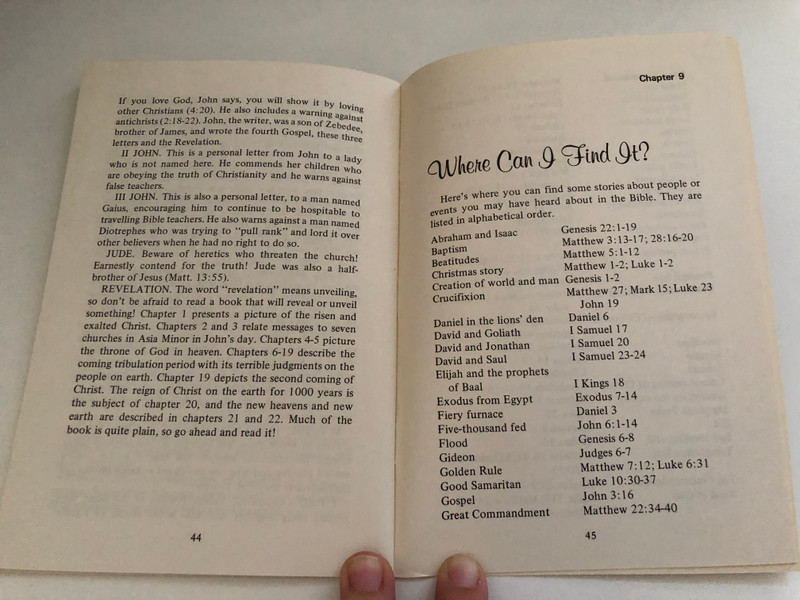 If you love God, John says, you will show it by loving
other Christians (4:20). He also includes a warning against
antichrists (2:18-22). John, the writer, was a son of Zebedee,
brother of James, and wrote the fourth Gospel, these three
letters and the Revelation.
II JOHN. This is a personal letter from John to a lady
who is not named here. He commends her children who
are obeying the truth of Christianity and he warns against
false teachers.
III JOHN. This is also a personal letter, to a man named
Gaius, encouraging him to continue to be hospitable to
travelling Bible teachers. He also warns against a man named
Diotrephes who was trying to "pull rank" and lord it over
other believers when he had no right to do so.
JUDE. Beware of heretics who threaten the church!
Earnestly contend for the truth! Jude was also a half-
brother of Jesus (Matt. 13:55).
REVELATION. The word "revelation" means unveiling,
so don't be afraid to read a book that will reveal or unveil
something! Chapter 1 presents a picture of the risen and
exalted Christ. Chapters 2 and 3 relate messages to seven
churches in Asia Minor in John's day. Chapters 4-5 picture
the throne of God in heaven. Chapters 6-19 describe the
coming tribulation period with its terrible judgments on the
people on earth. Chapter 19 depicts the second coming of
Christ. The reign of Christ on the earth for 1000 years is
the subject of chapter 20, and the new heavens and new
earth are described in chapters 21 and 22. Much of the
book is quite plain, so go ahead and read it!
44
Chapter 9
Where Can I Find It?
Here's where you can find some stories about people or
events you may have heard about in the Bible. They are
listed in alphabetical order.
Abraham and Isaac Genesis 22:1-19
Baptism Matthew 3:13-17; 28:16-20
Beatitudes Matthew 5:1-12
Christmas story Matthew 1-2; Luke 1-2
Creation of world and man Genesis 1-2
Crucifixion Matthew 27; Mark 15; Luke 23
John 19
Daniel in the lions' den Daniel 6
David and Goliath I Samuel 17
David and Jonathan I Samuel 20
David and Saul I Samuel 23-24
Elijah and the prophets
of Baal I Kings 18
Exodus from Egypt Exodus 7-14
Fiery furnace Daniel 3
Five-thousand fed John 6:1-14
Flood Genesis 6-8
Gideon Judges 6-7
Golden Rule Matthew 7:12; Luke 6:31
Good Samaritan Luke 10:30-37
Gospel John 3:16
Great Commandment Matthew 22:34-40
45